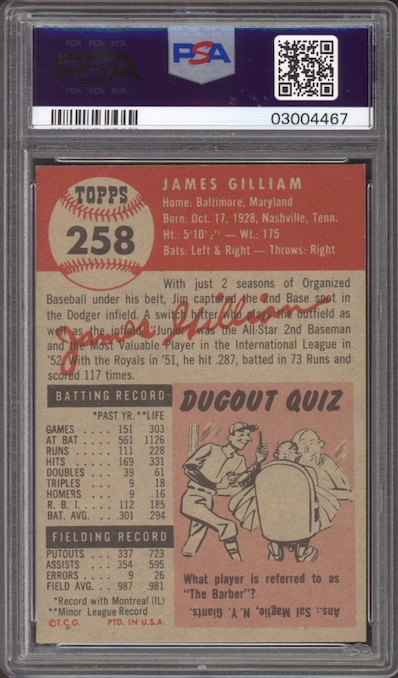 PSA
PSA
03004467
TOPPS
258
JAMES GILLIAM
Home: Baltimore, Maryland
Born: Oct. 17, 1928, Nashville, Tenn.
Ht.: 5'10½" — Wt.: 175
Bats: Left & Right — Throws: Right
With just 2 seasons of Organized
Baseball under his belt, Jim captured the 2nd Base spot in
the Dodger infield. A switch hitter who plays the outfield as
well as the infield, "Junior" was the All-Star 2nd Baseman
and the Most Valuable Player in the International League in
'52. With the Royals in '51, he hit .287, batted in 73 Runs and
scored 117 times.
James Gilliam
BATTING RECORD
*PAST YR. **LIFE
GAMES .... 151 303
AT BAT .... 561 1126
RUNS .... 111 228
HITS .... 169 331
DOUBLES .. 39 61
TRIPLES ... 9 18
HOMERS ... 9 .16
R. B. I. .... 112 185
BAT. AVG. .. .301 .294
FIELDING RECORD
PUTOUTS .. 337 723
ASSISTS ... 354 595
ERRORS ... 9 26
FIELD AVG. .987 .981
*Record with Montreal (IL)
**Minor League Record
©T.C.G. PTD. IN U.S.A.
DUGOUT QUIZ
What player is referred to as
"The Barber"?
Ans.: Sal Maglie, N. Y. Giants.